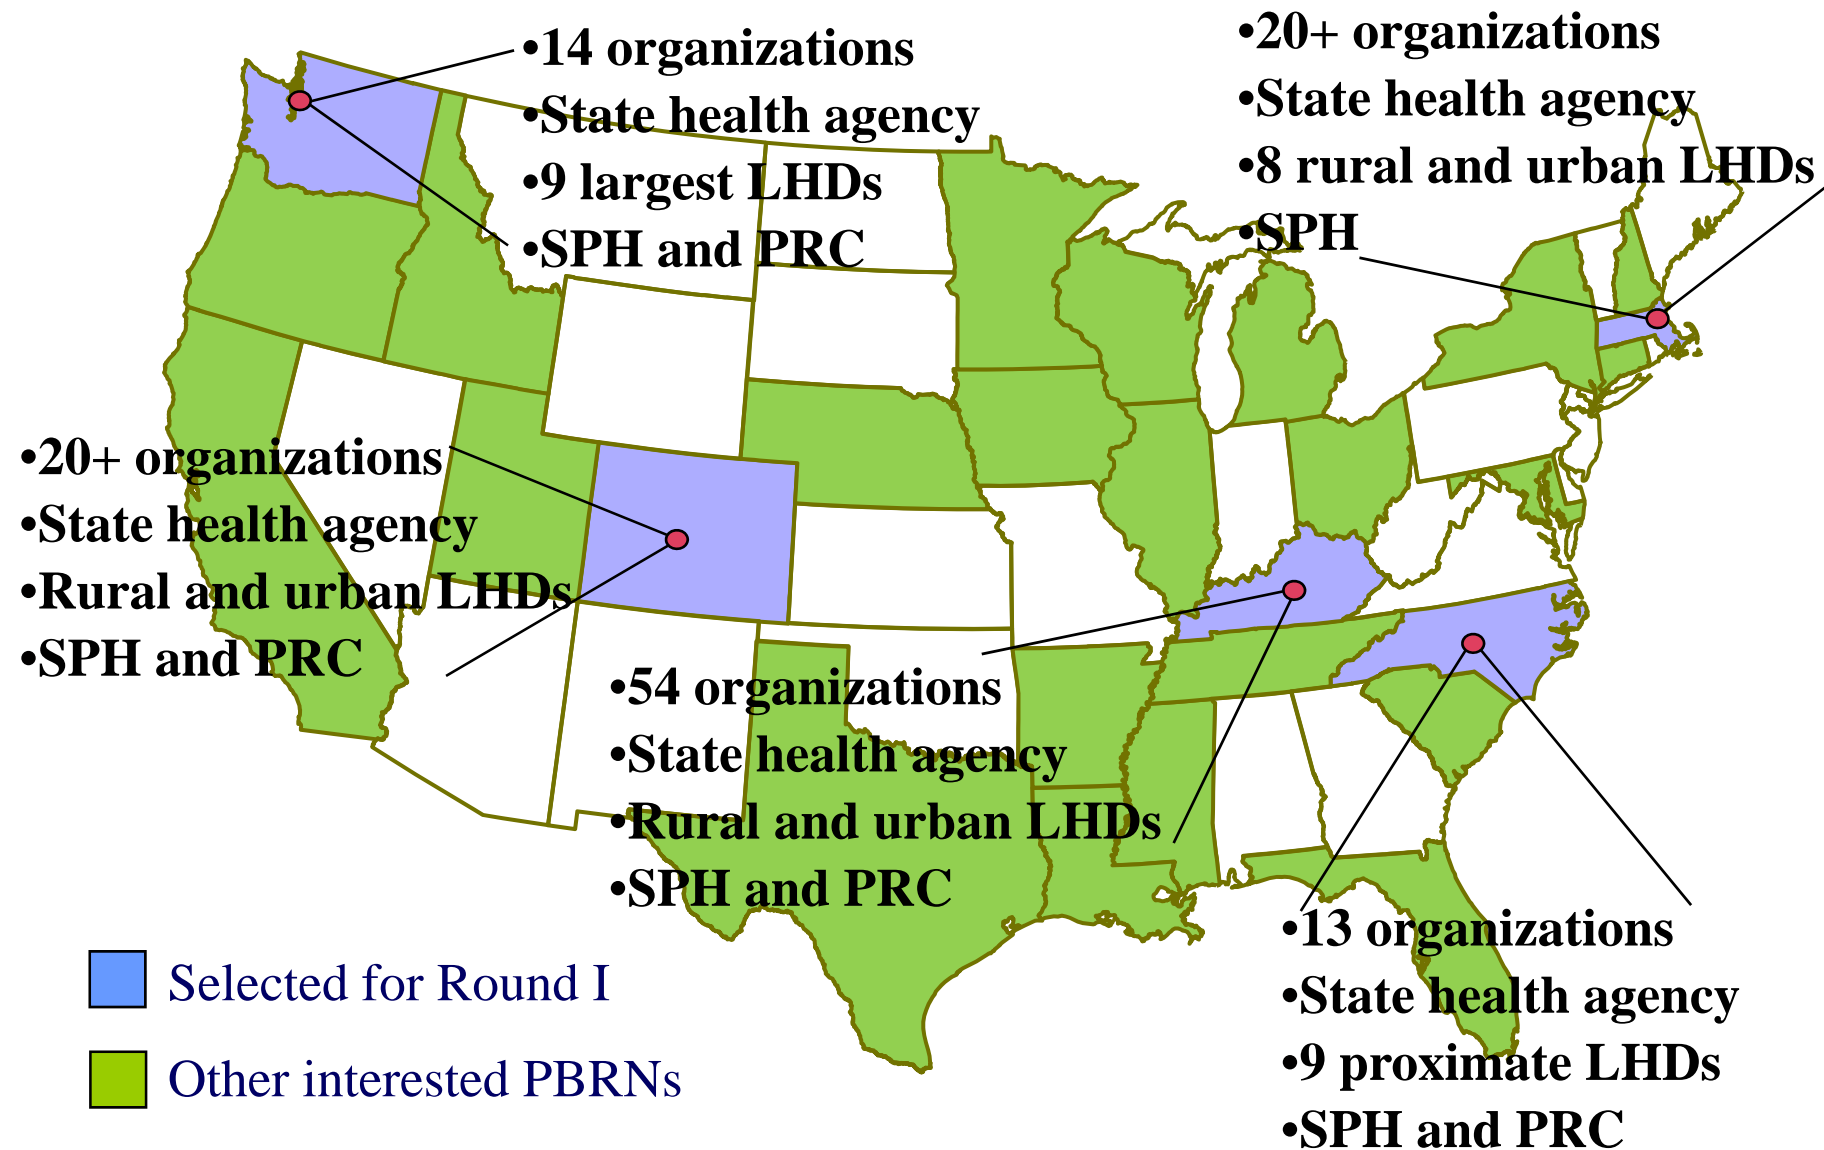 •14 organizations
•State health agency
•9 largest LHDs
•SPH and PRC
•20+ organizations
•State health agency
•8 rural and urban LHDs
•SPH
•20+ organizations
•State health agency
•Rural and urban LHDs
•SPH and PRC
•54 organizations
•State health agency
•Rural and urban LHDs
•SPH and PRC
•13 organizations
•State health agency
•9 proximate LHDs
•SPH and PRC
Selected for Round I
Other interested PBRNs